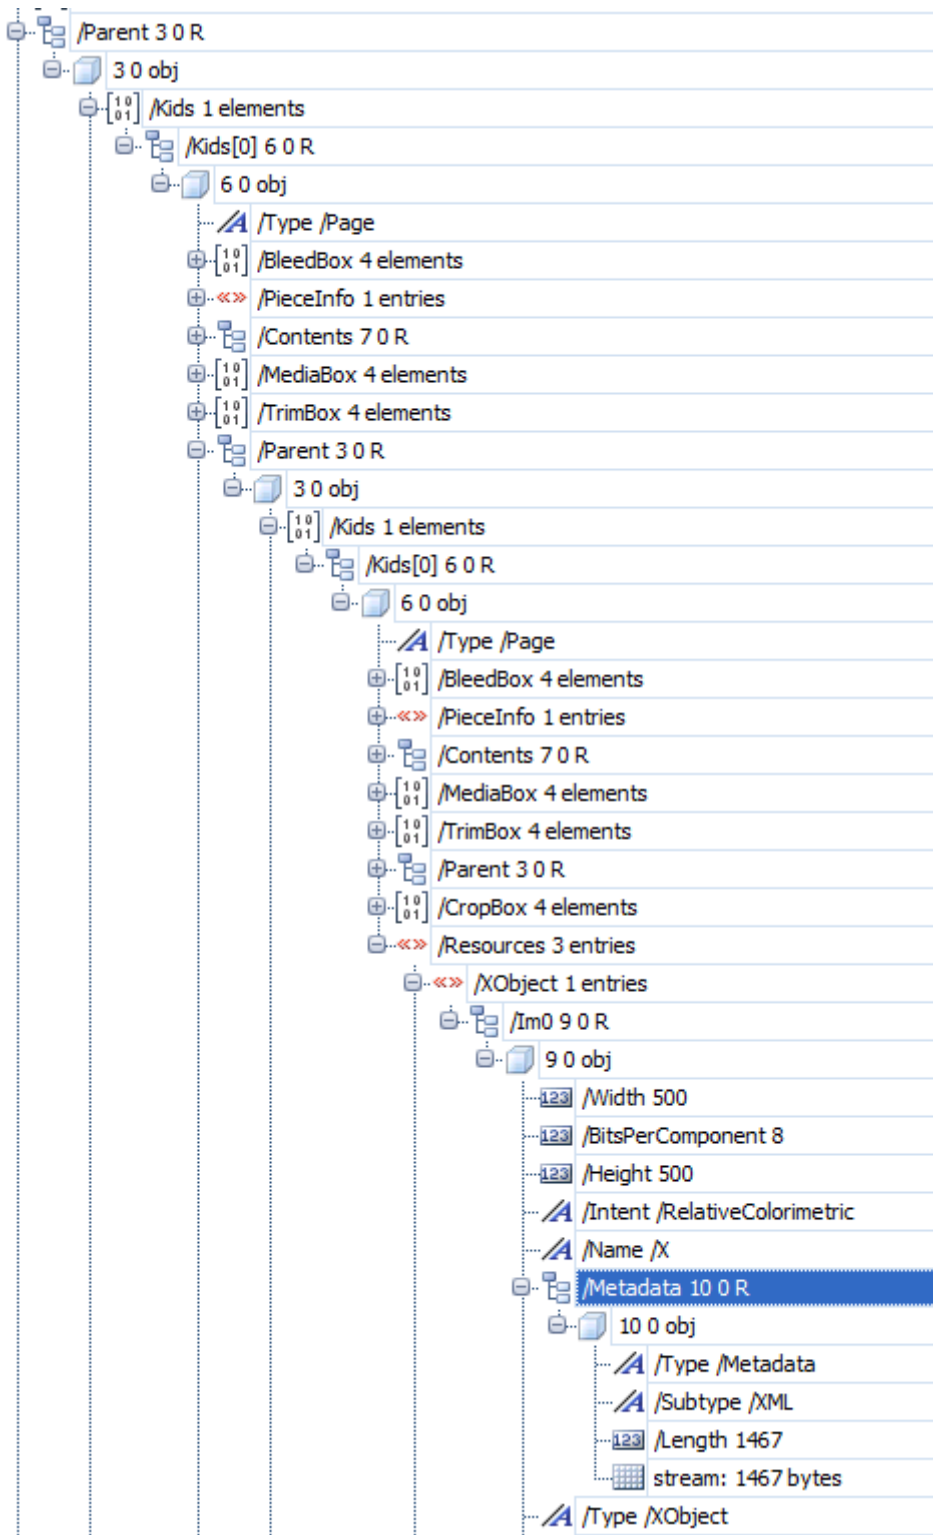 /Parent 3 0 R
3 0 obj
/Kids 1 elements
/Kids[0] 6 0 R
6 0 obj
/Type /Page
/BleedBox 4 elements
/PieceInfo 1 entries
/Contents 7 0 R
/MediaBox 4 elements
/TrimBox 4 elements
/Parent 3 0 R
3 0 obj
/Kids 1 elements
/Kids[0] 6 0 R
6 0 obj
/Type /Page
/BleedBox 4 elements
/PieceInfo 1 entries
/Contents 7 0 R
/MediaBox 4 elements
/TrimBox 4 elements
/Parent 3 0 R
/CropBox 4 elements
/Resources 3 entries
/XObject 1 entries
/Im0 9 0 R
9 0 obj
/Width 500
/BitsPerComponent 8
/Height 500
/Intent /RelativeColorimetric
/Name /X
/Metadata 10 0 R
10 0 obj
/Type /Metadata
/Subtype /XML
/Length 1467
stream: 1467 bytes
/Type /XObject